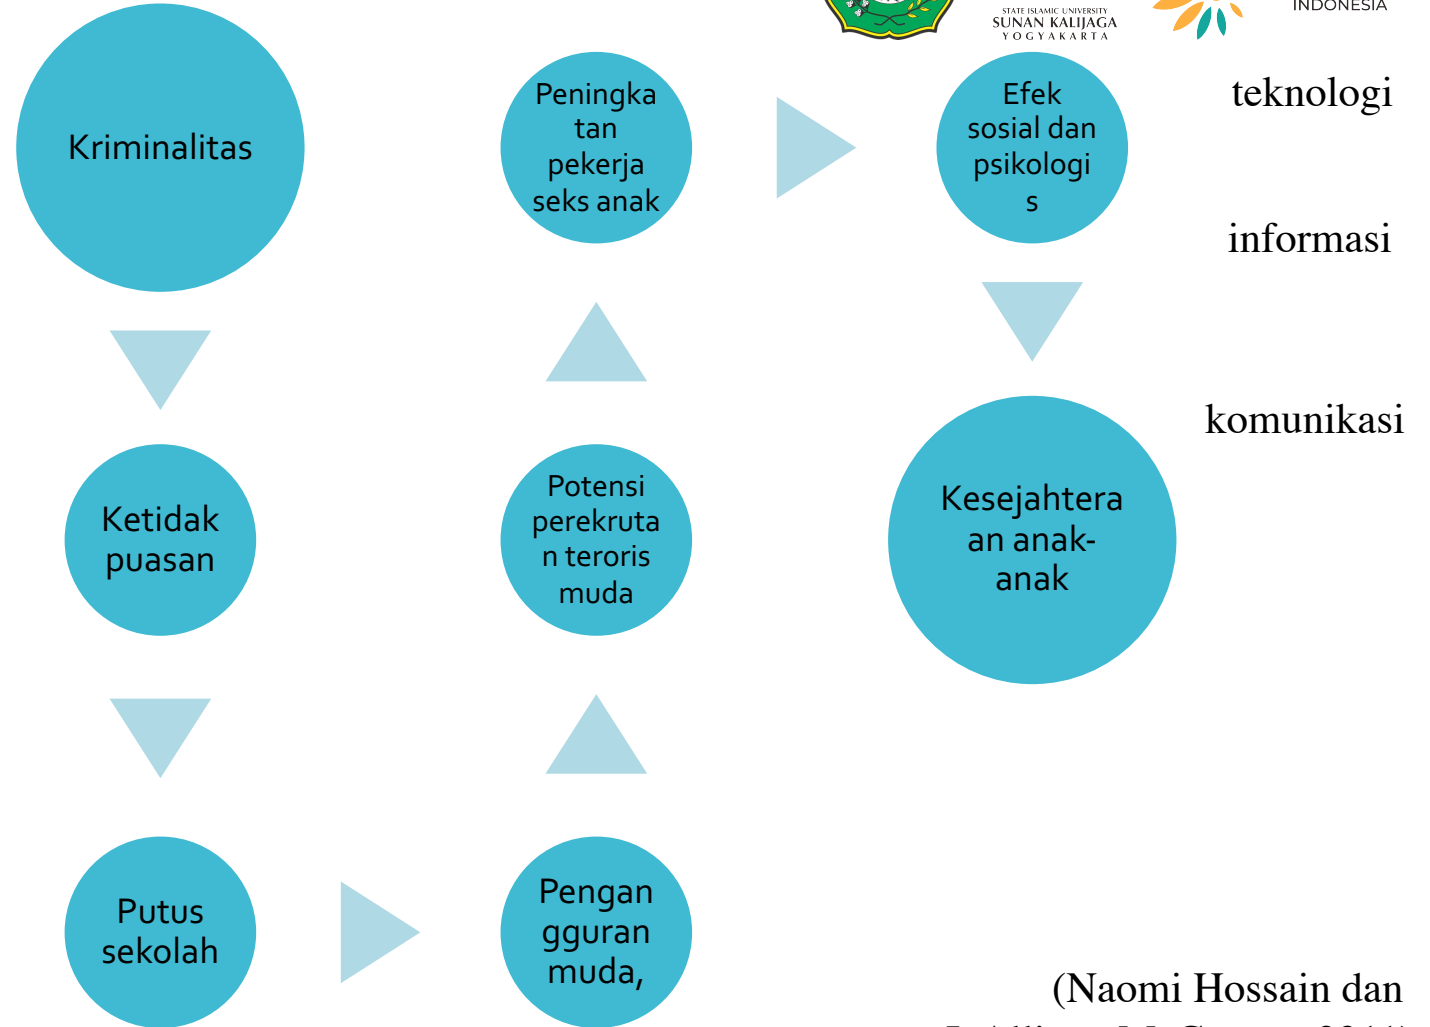 STATE ISLAMIC UNIVERSITY
SUNAN KALIJAGA
YOGYAKARTA
INDONESIA
Kriminalitas
Ketidak
puasan
Putus
sekolah
Pengan
gguran
muda,
Potensi
perekruta
n teroris
muda
Peningka
tan
pekerja
seks anak
Efek
sosial dan
psikologi
s
Kesejahtera
an anak-
anak
teknologi
informasi
komunikasi
(Naomi Hossain dan